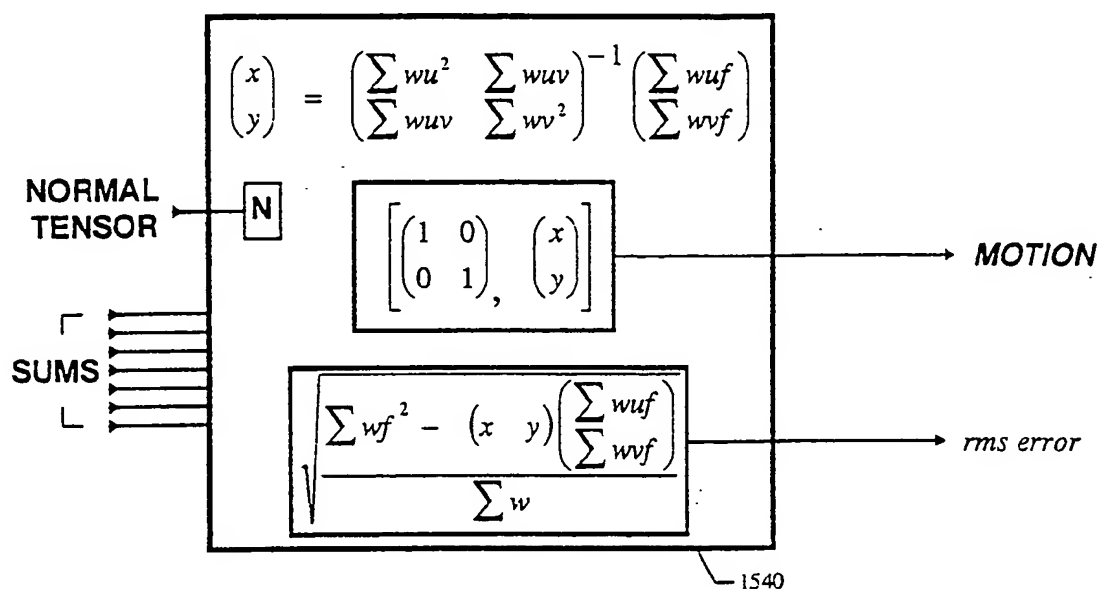 (x y) = (∑ wu² ∑ wuv ∑ wuv ∑ wv²)⁻¹ (∑ wuf ∑ wvf)
NORMAL
TENSOR
N
[(1 0 0 1), (x y)]
MOTION
SUMS
√((∑ wf² - (x y)(∑ wuf ∑ wvf)) / ∑ w)
rms error
1540